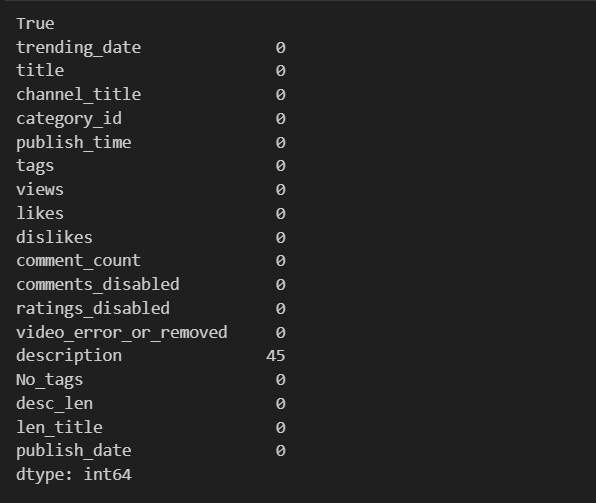 True
trending_date 0
title 0
channel_title 0
category_id 0
publish_time 0
tags 0
views 0
likes 0
dislikes 0
comment_count 0
comments_disabled 0
ratings_disabled 0
video_error_or_removed 0
description 45
No_tags 0
desc_len 0
len_title 0
publish_date 0
dtype: int64